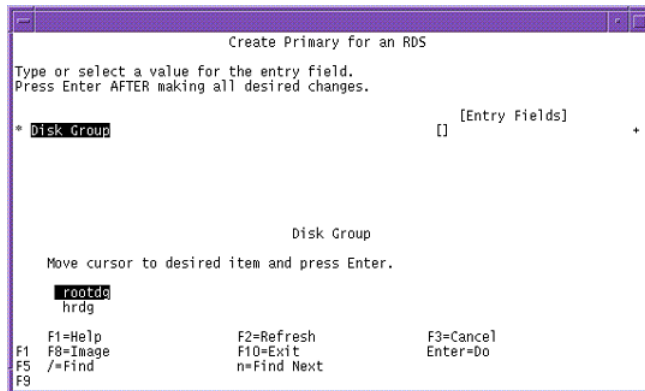 Create Primary for an RDS
Type or select a value for the entry field.
Press Enter AFTER making all desired changes.
[Entry Fields]
* Disk Group [] +
Disk Group
Move cursor to desired item and press Enter.
rootdg
hrdg
F1=Help F2=Refresh F3=Cancel
F1 F8=Image F10=Exit Enter=Do
F5 /=Find n=Find Next
F9